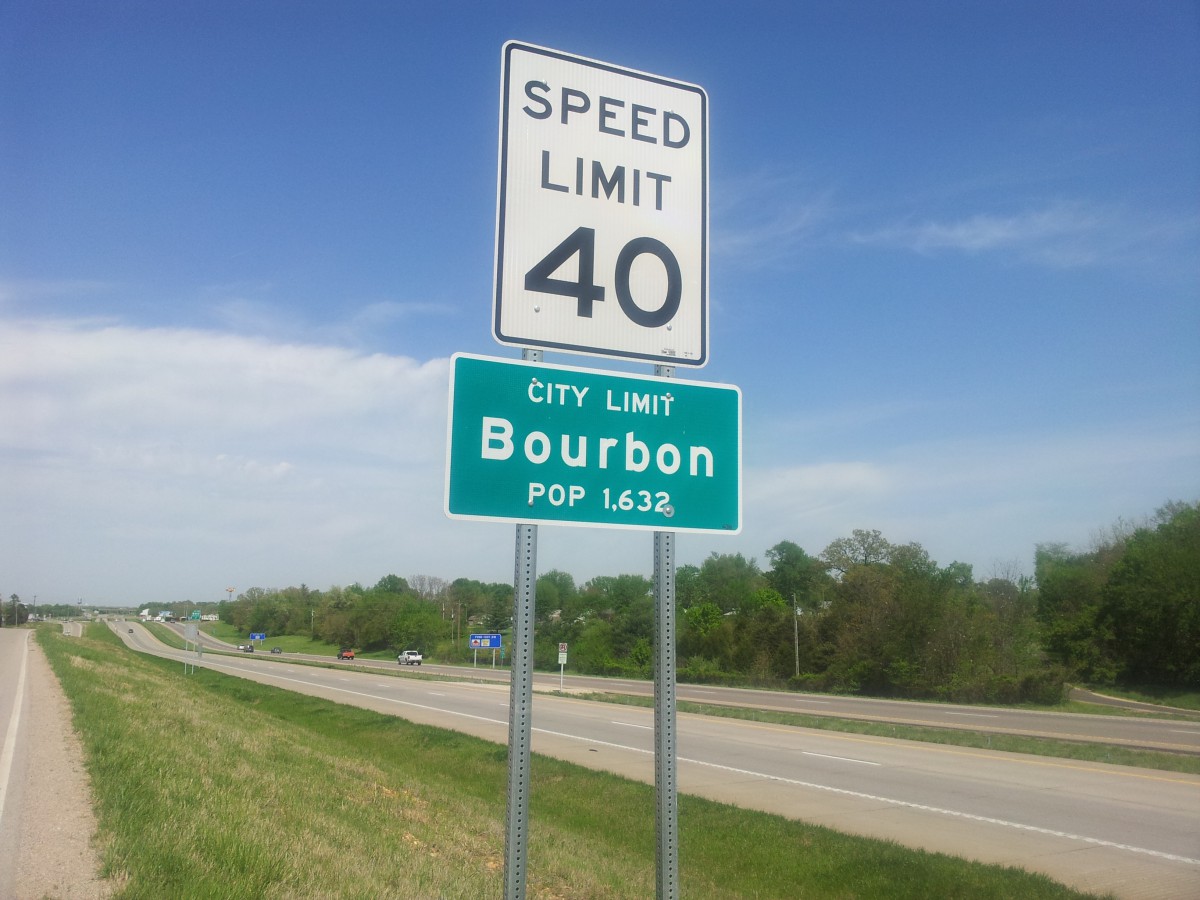 SPEED
LIMIT
40
CITY LIMIT
Bourbon
POP 1,632